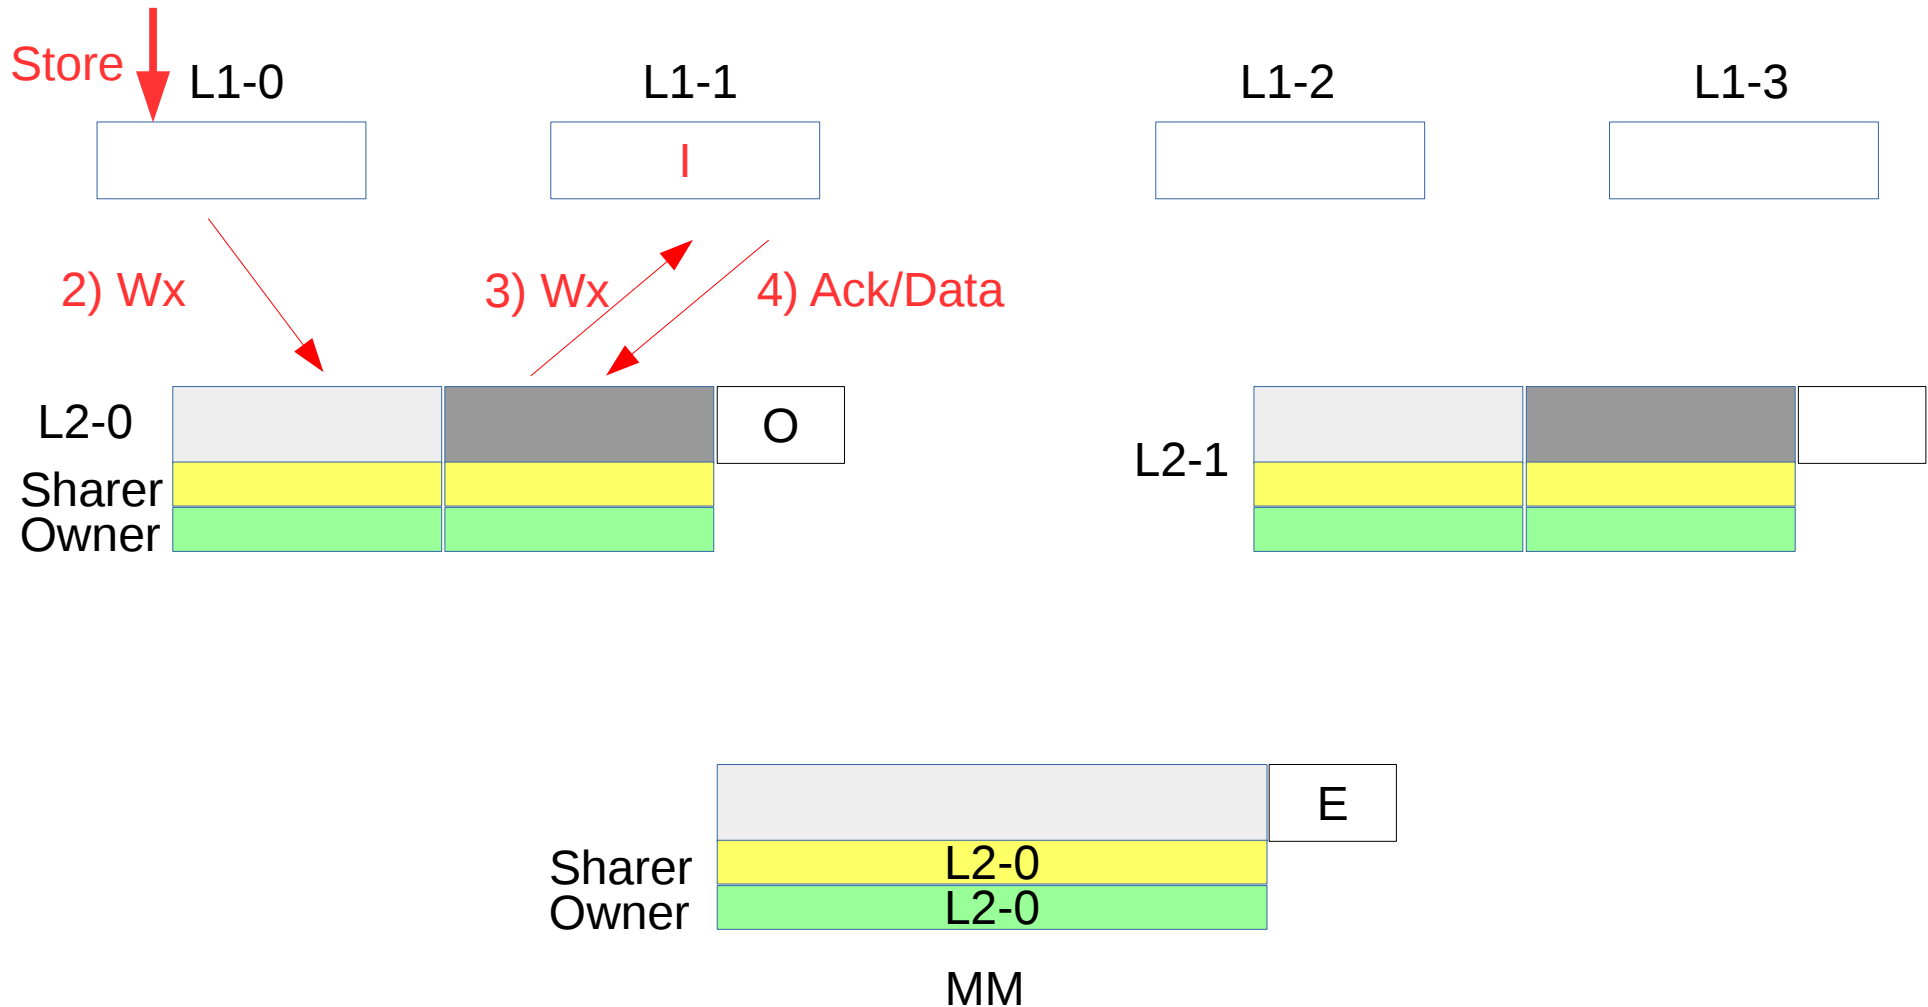 Store
L1-0
L1-1
L1-2
L1-3
I
2) Wx
3) Wx
4) Ack/Data
L2-0
O
L2-1
Sharer
Owner
E
Sharer
L2-0
Owner
L2-0
MM